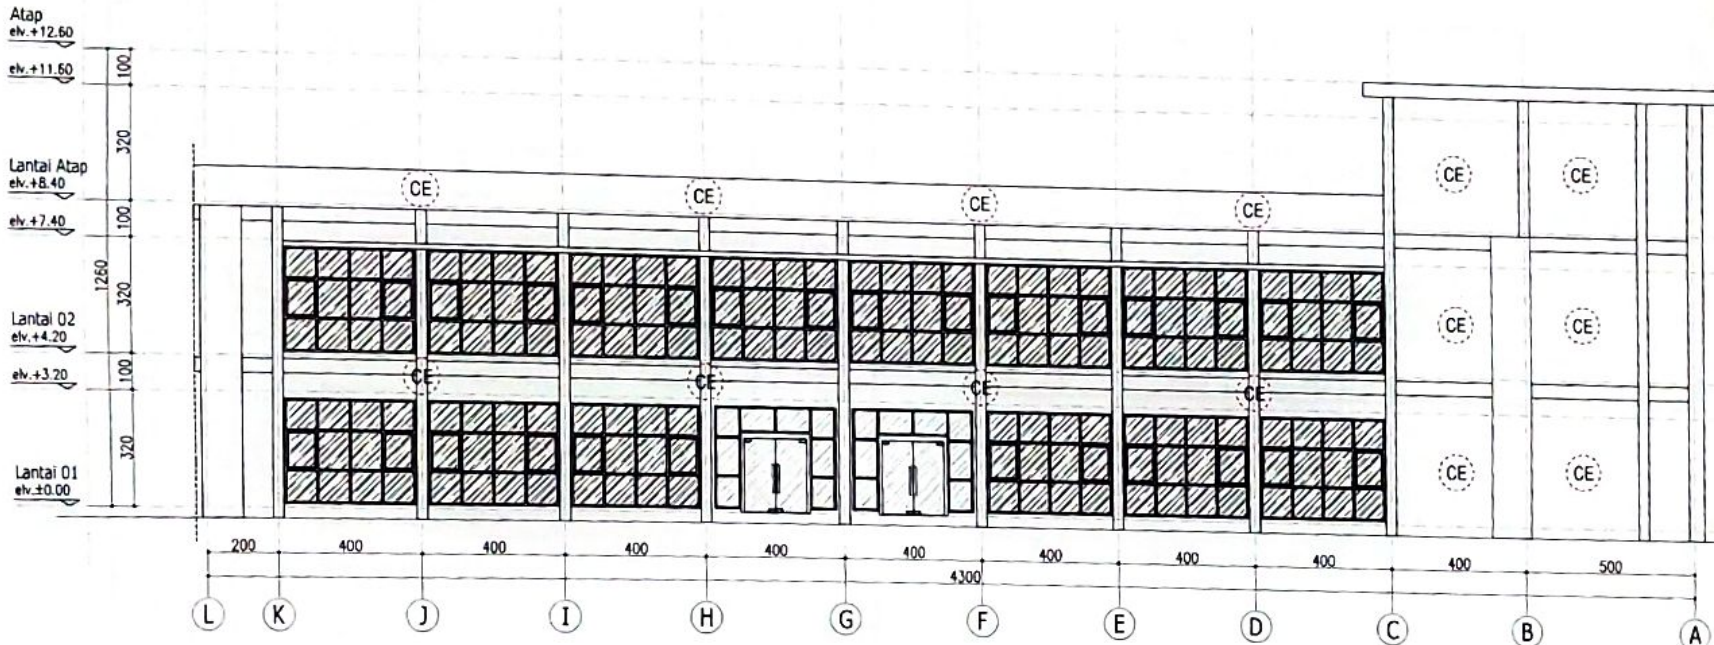 Atap
elv.+12.60
elv.+11.60
Lantai Atap
elv.+8.40
elv.+7.40
Lantai 02
elv.+4.20
elv.+3.20
Lantai 01
elv.±0.00
100
320
100
320
100
320
1260
CE CE CE CE CE CE
CE CE
CE CE CE CE
CE CE
200 400 400 400 400 400 400 400 400 400 500
4300
L K J I H G F E D C B A